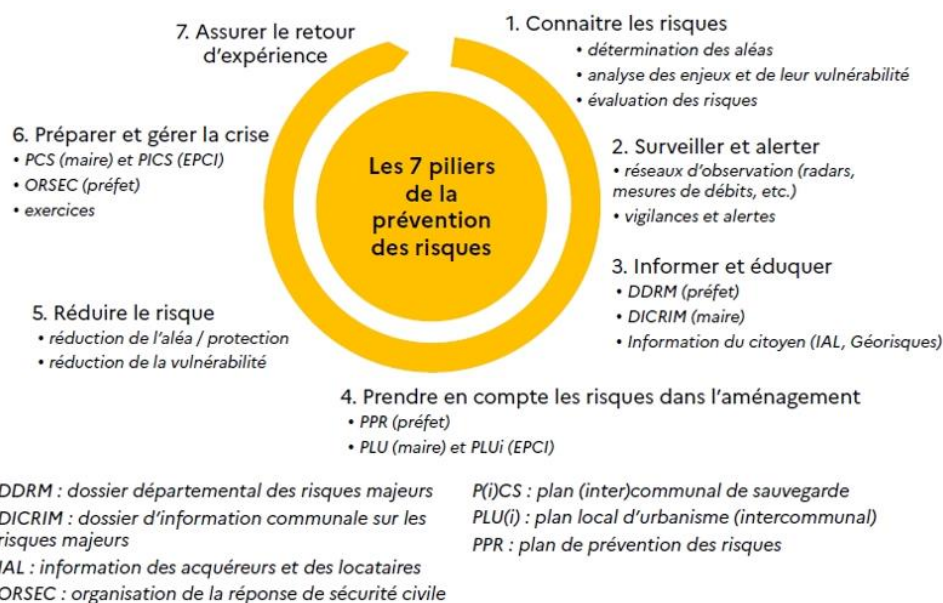 Les 7 piliers
de la
prévention
des risques
1. Connaitre les risques
• détermination des aléas
• analyse des enjeux et de leur vulnérabilité
• évaluation des risques
2. Surveiller et alerter
• réseaux d'observation (radars,
mesures de débits, etc.)
• vigilances et alertes
3. Informer et éduquer
• DDRM (préfet)
• DICRIM (maire)
• Information du citoyen (IAL, Géorisques)
4. Prendre en compte les risques dans l'aménagement
• PPR (préfet)
• PLU (maire) et PLUi (EPCI)
5. Réduire le risque
• réduction de l'aléa / protection
• réduction de la vulnérabilité
6. Préparer et gérer la crise
• PCS (maire) et PICS (EPCI)
• ORSEC (préfet)
• exercices
7. Assurer le retour
d'expérience
DDRM : dossier départemental des risques majeurs
DICRIM : dossier d'information communale sur les
risques majeurs
IAL : information des acquéreurs et des locataires
ORSEC : organisation de la réponse de sécurité civile
P(i)CS : plan (inter)communal de sauvegarde
PLU(i) : plan local d'urbanisme (intercommunal)
PPR : plan de prévention des risques